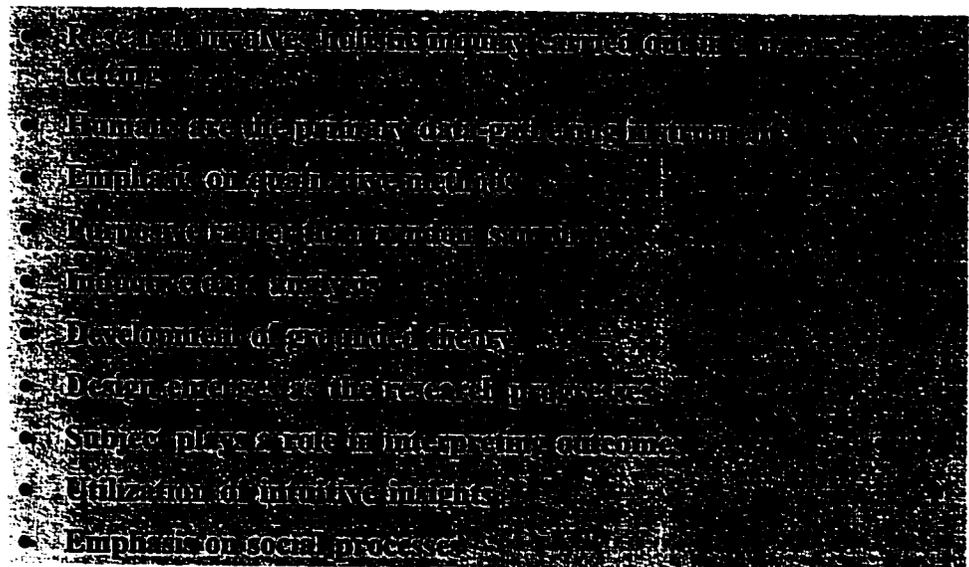 • Research involves holistic inquiry carried out in a natural
setting
• Humans are the primary data-gathering instruments
• Emphasis on qualitative methods
• Purposive rather than random sampling
• Inductive data analysis
• Development of grounded theory
• Design emerges as the research progresses
• Subject plays a role in interpreting outcomes
• Utilization of intuitive insights
• Emphasis on social processes